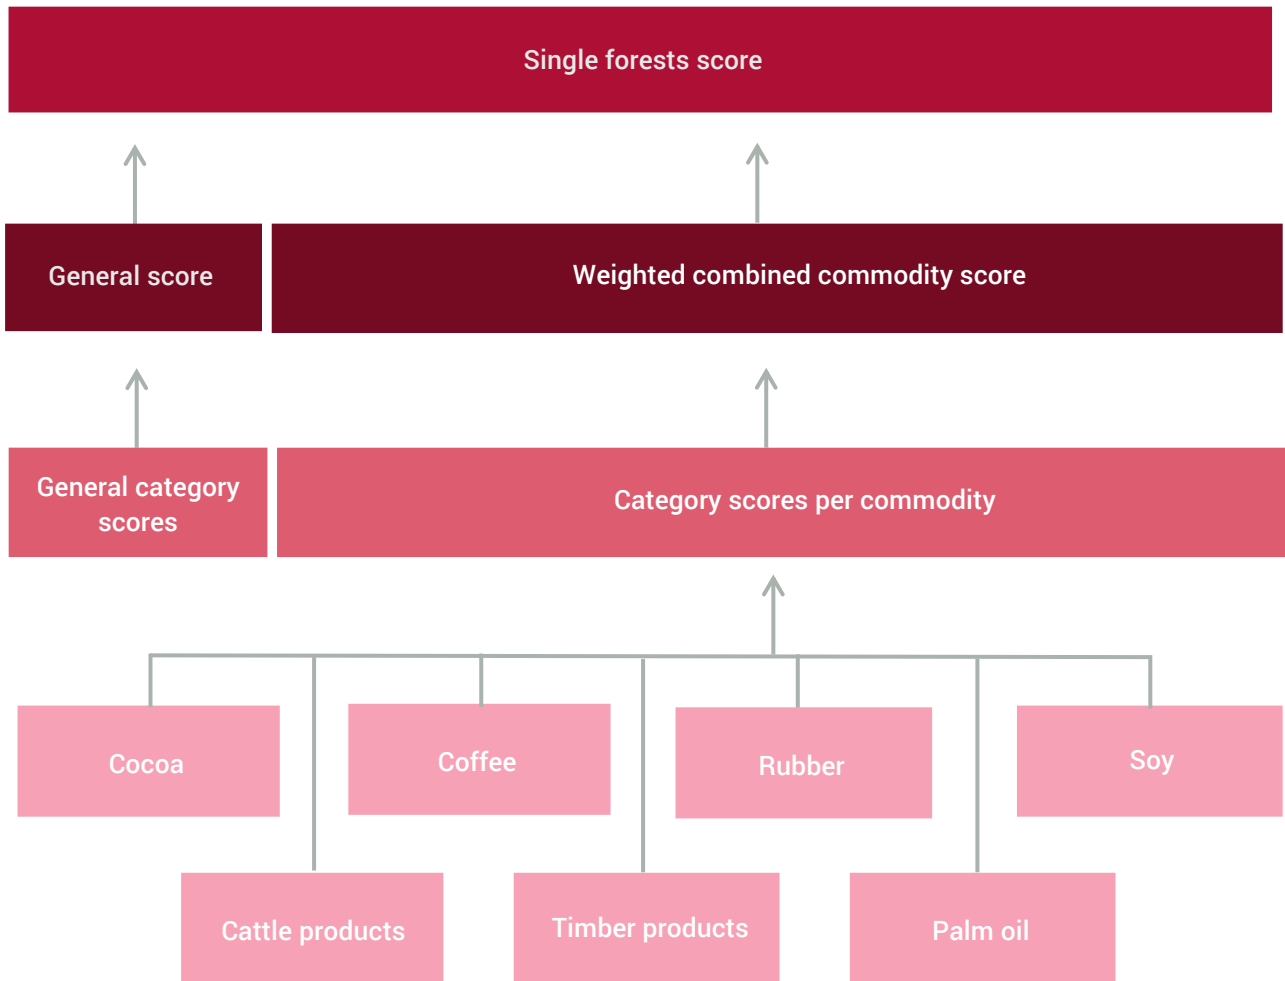 Single forests score
General score
Weighted combined commodity score
General category
scores
Category scores per commodity
Cocoa
Coffee
Rubber
Soy
Cattle products
Timber products
Palm oil